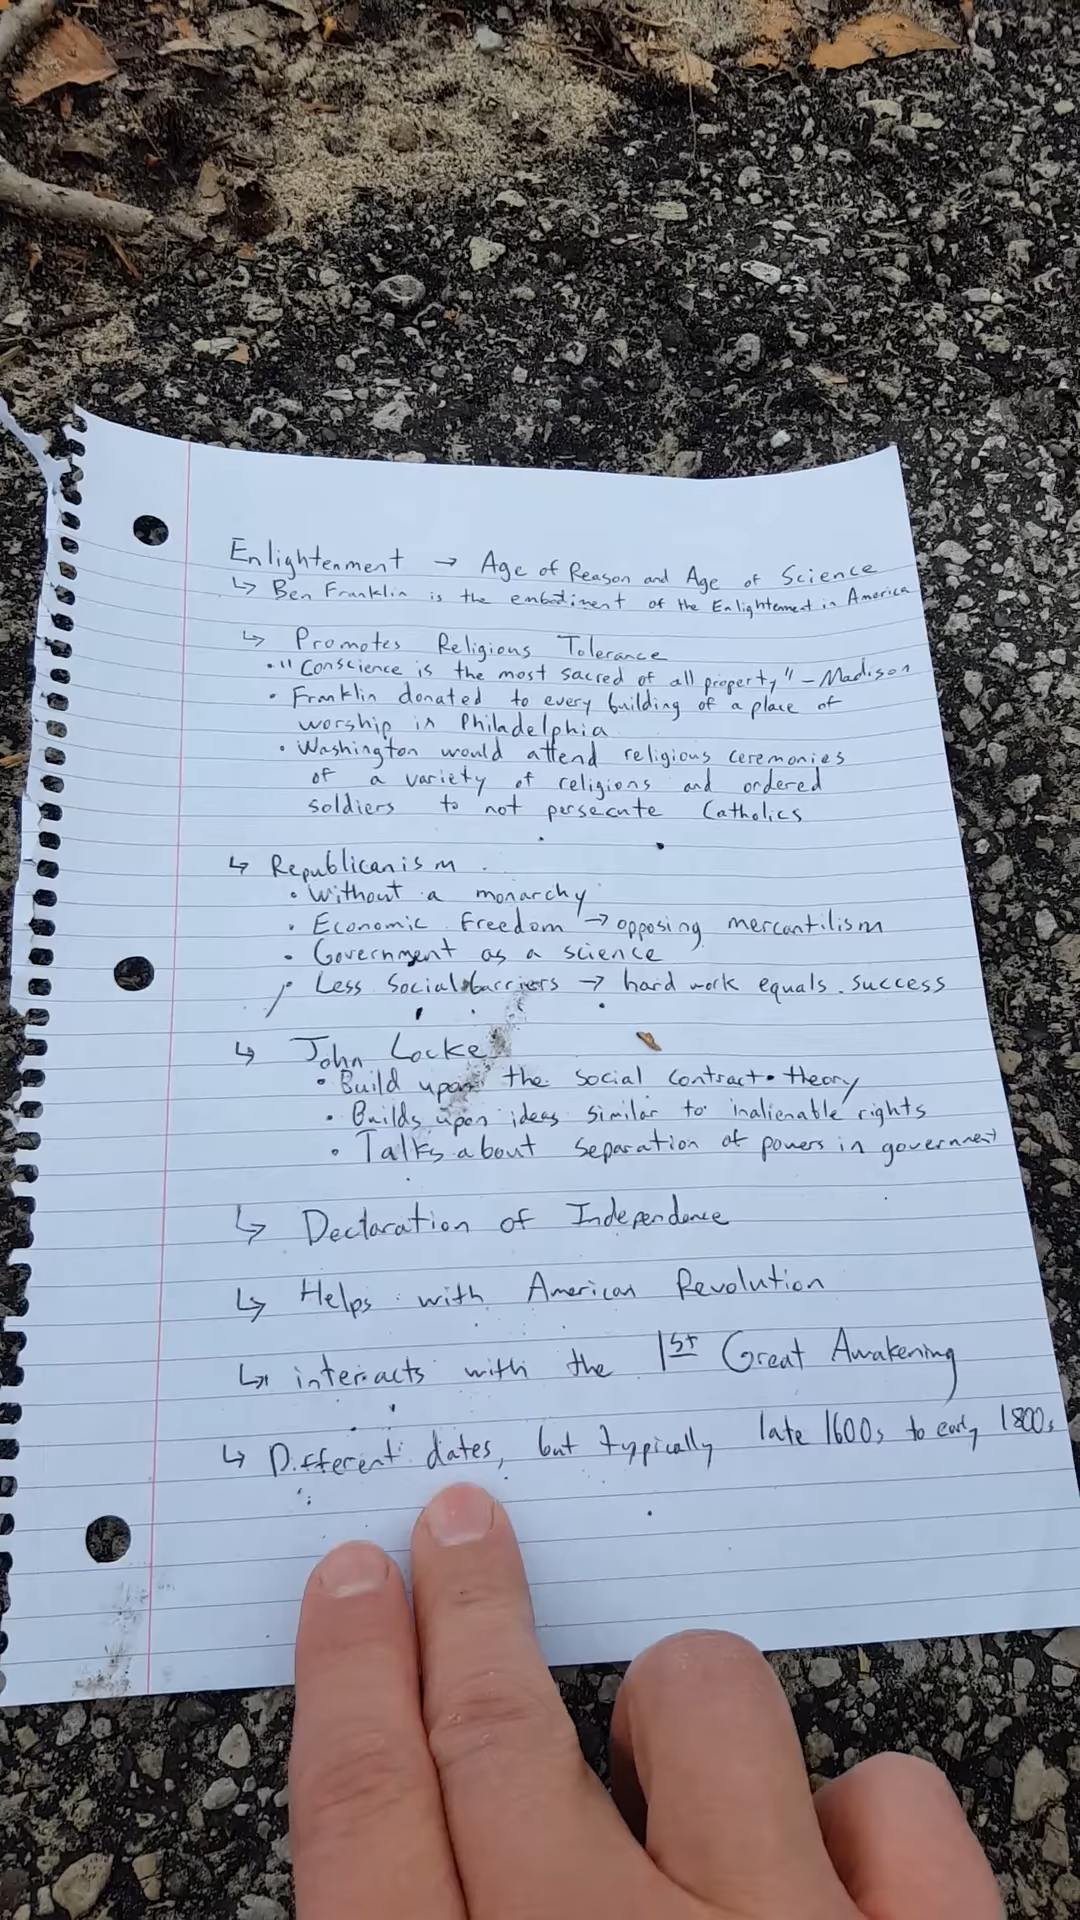 Enlightenment → Age of Reason and Age of Science
↳ Ben Franklin is the embodiment of the Enlightement in America
↳ Promotes Religious Tolerance
• "Conscience is the most sacred of all property" - Madison
• Franklin donated to every building of a place of
worship in Philadelphia
• Washington would attend religious ceremonies
of a variety of religions and ordered
soldiers to not persecute Catholics
↳ Republicanism
• Without a monarchy
• Economic Freedom → opposing mercantilism
• Government as a science
• Less Social barriers → hard work equals success
↳ John Locke
• Build upon the social contract theory
• Builds upon ideas similar to inalienable rights
• Talks about separation of powers in government
↳ Declaration of Independence
↳ Helps with American Revolution
↳ interacts with the 1st Great Awakening
↳ Different dates, but typically late 1600s to early 1800s